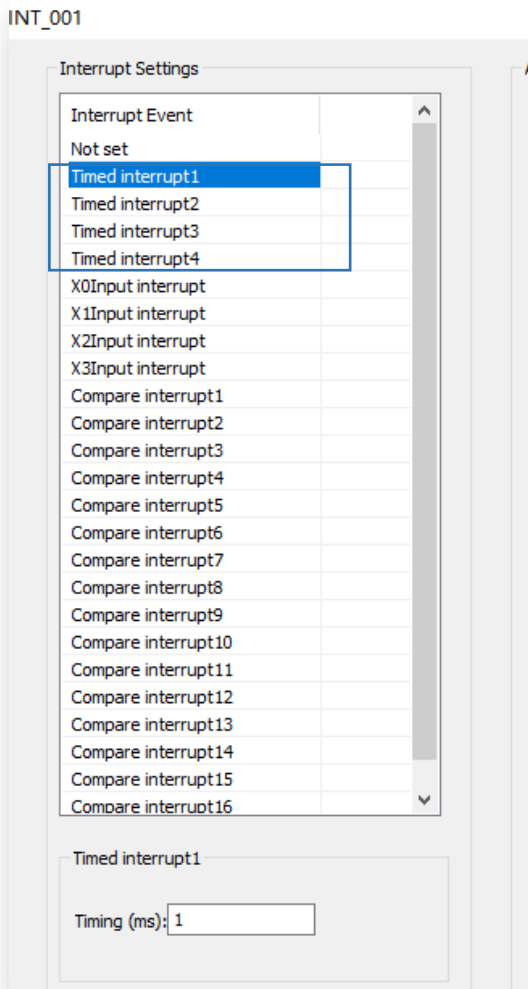 INT_001
Interrupt Settings
Interrupt Event
Not set
Timed interrupt1
Timed interrupt2
Timed interrupt3
Timed interrupt4
X0Input interrupt
X1Input interrupt
X2Input interrupt
X3Input interrupt
Compare interrupt1
Compare interrupt2
Compare interrupt3
Compare interrupt4
Compare interrupt5
Compare interrupt6
Compare interrupt7
Compare interrupt8
Compare interrupt9
Compare interrupt10
Compare interrupt11
Compare interrupt12
Compare interrupt13
Compare interrupt14
Compare interrupt15
Compare interrupt16
Timed interrupt1
Timing (ms): 1